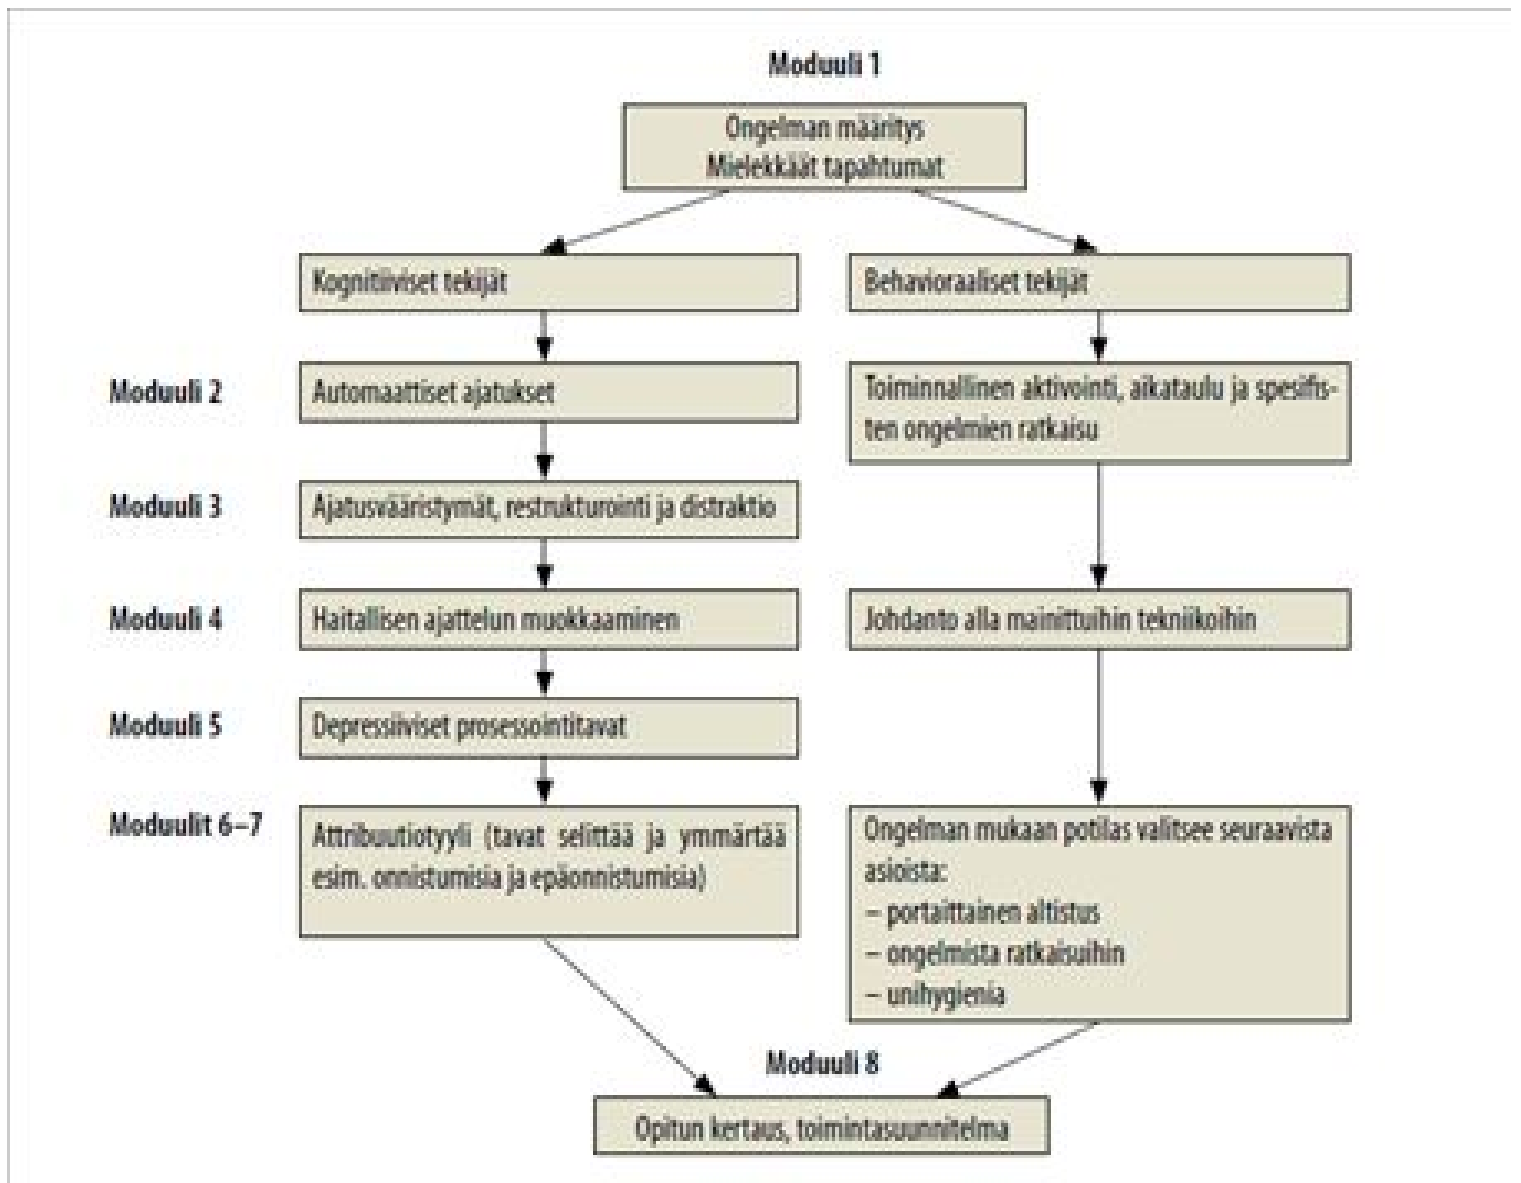 Moduuli 1
Ongelman määritys
Mielekkäät tapahtumat
Kognitiiviset tekijät
Behavioraaliset tekijät
Moduuli 2
Automaattiset ajatukset
Toiminnallinen aktivointi, aikataulu ja spesifis-
ten ongelmien ratkaisu
Moduuli 3
Ajatusvääristymät, restrukturointi ja distraktio
Moduuli 4
Haitallisen ajattelun muokkaaminen
Johdanto alla mainittuihin tekniikoihin
Moduuli 5
Depressiiviset prosessointitavat
Moduulit 6–7
Attribuutiotyyli (tavat selittää ja ymmärtää
esim. onnistumisia ja epäonnistumisia)
Ongelman mukaan potilas valitsee seuraavista
asioista:
– portaittainen altistus
– ongelmista ratkaisuihin
– unihygienia
Moduuli 8
Opitun kertaus, toimintasuunnitelma